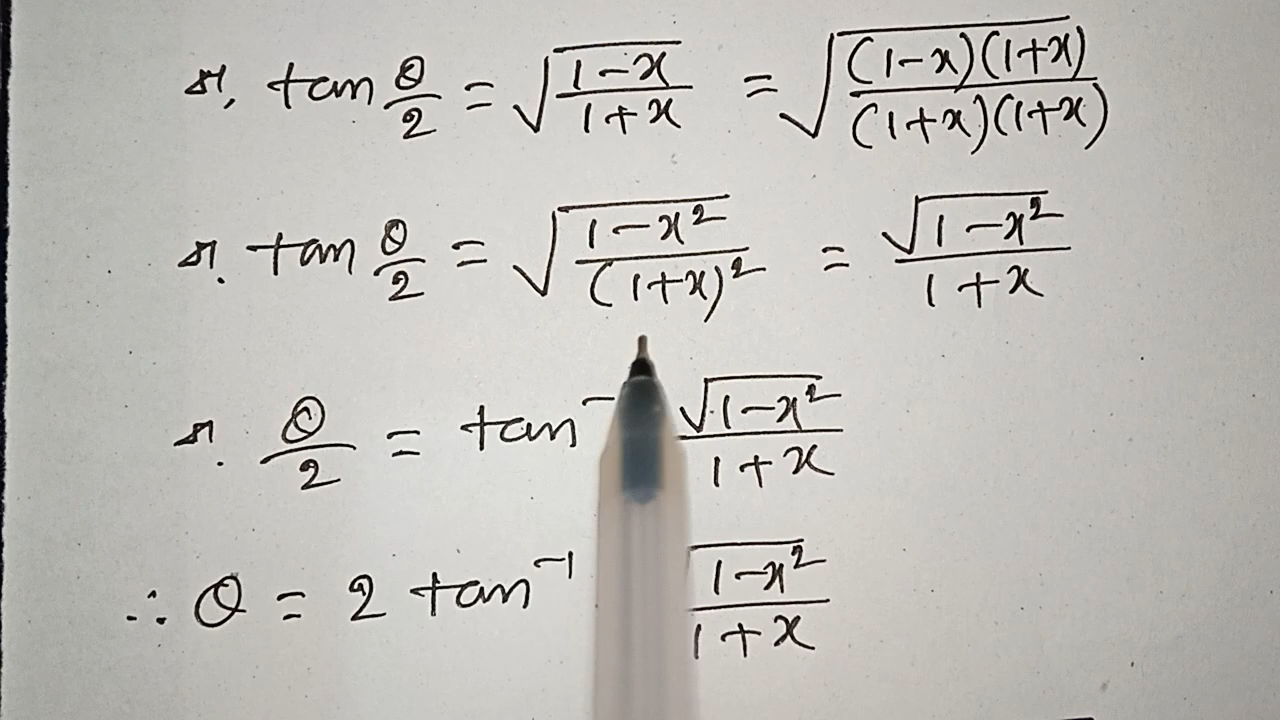 বা, tan θ/2 = √((1-x)/(1+x)) = √(((1-x)(1+x))/((1+x)(1+x)))
বা, tan θ/2 = √((1-x²)/(1+x)²) = √(1-x²)/(1+x)
বা, θ/2 = tan⁻ √(1-x²)/(1+x)
∴ θ = 2 tan⁻¹ √(1-x²)/(1+x)